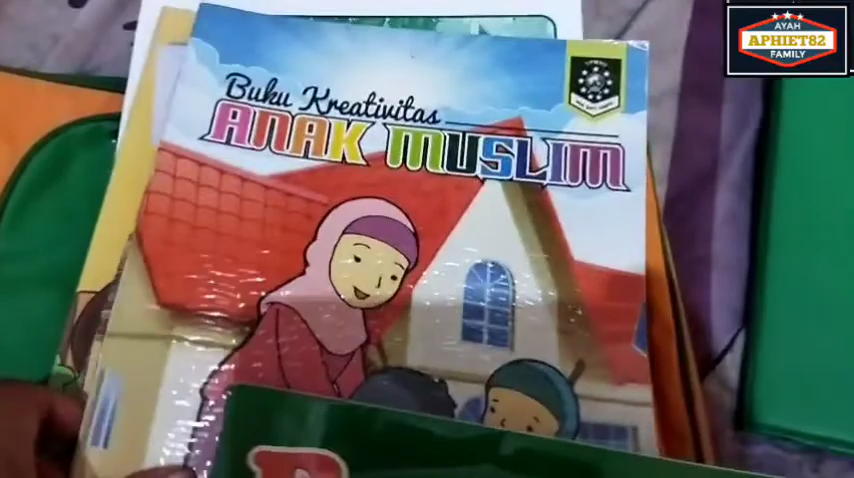 AYAH
APHIET82
FAMILY
Buku Kreativitas
ANAK MUSLIM